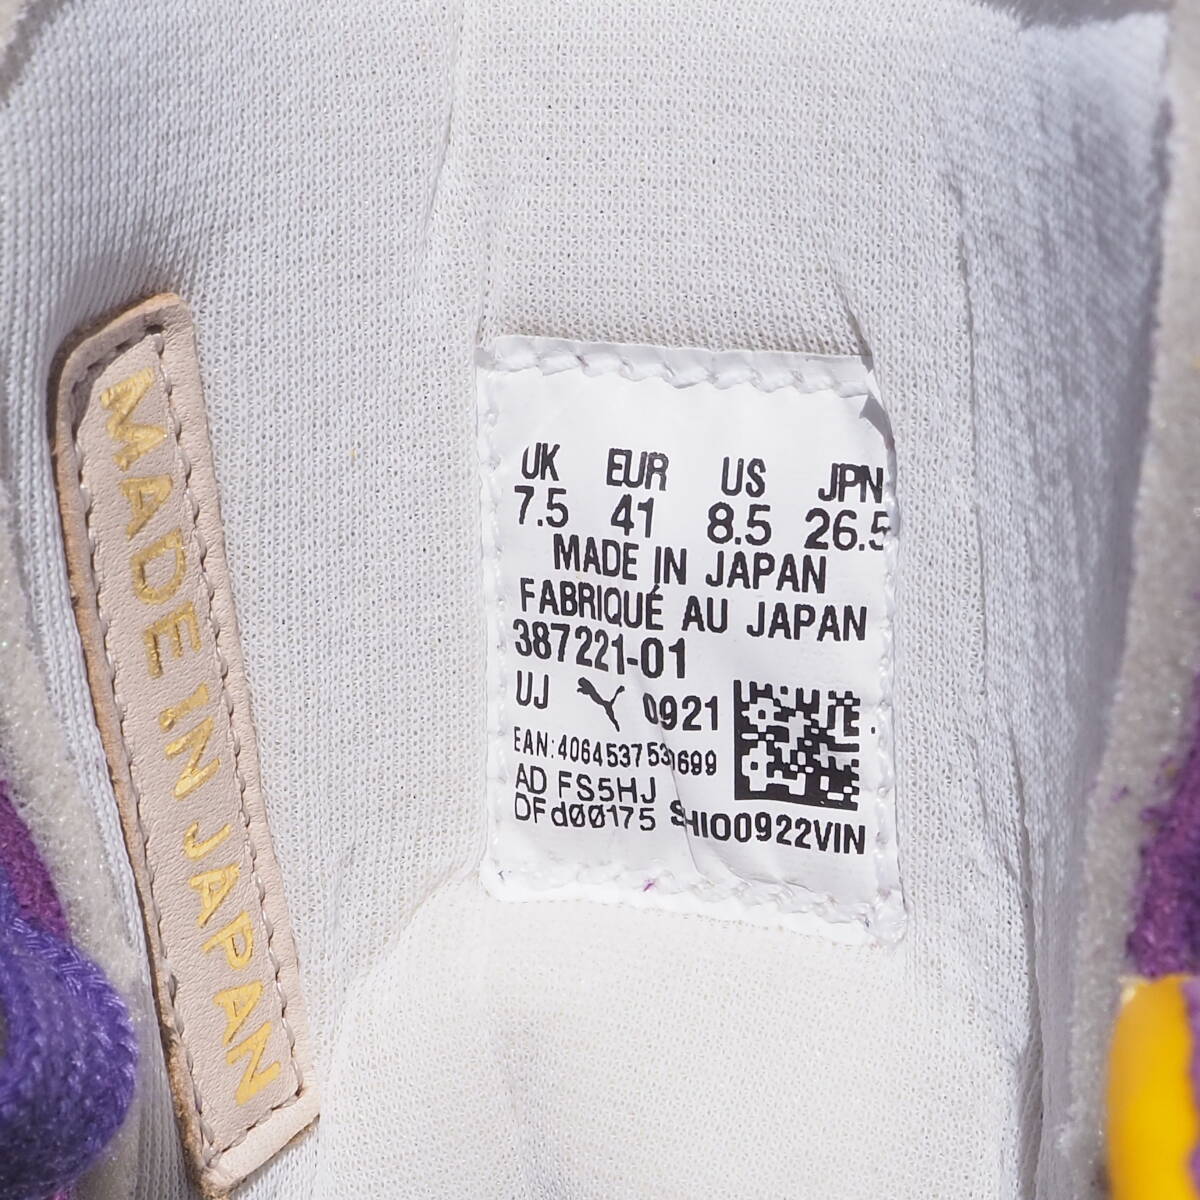 MADE IN JAPAN
UK EUR US JPN
7.5 41 8.5 26.5
MADE IN JAPAN
FABRIQUÉ AU JAPAN
387221-01
UJ 0921
EAN:
AD FS5HJ
DFd00175 SHIO0922VIN